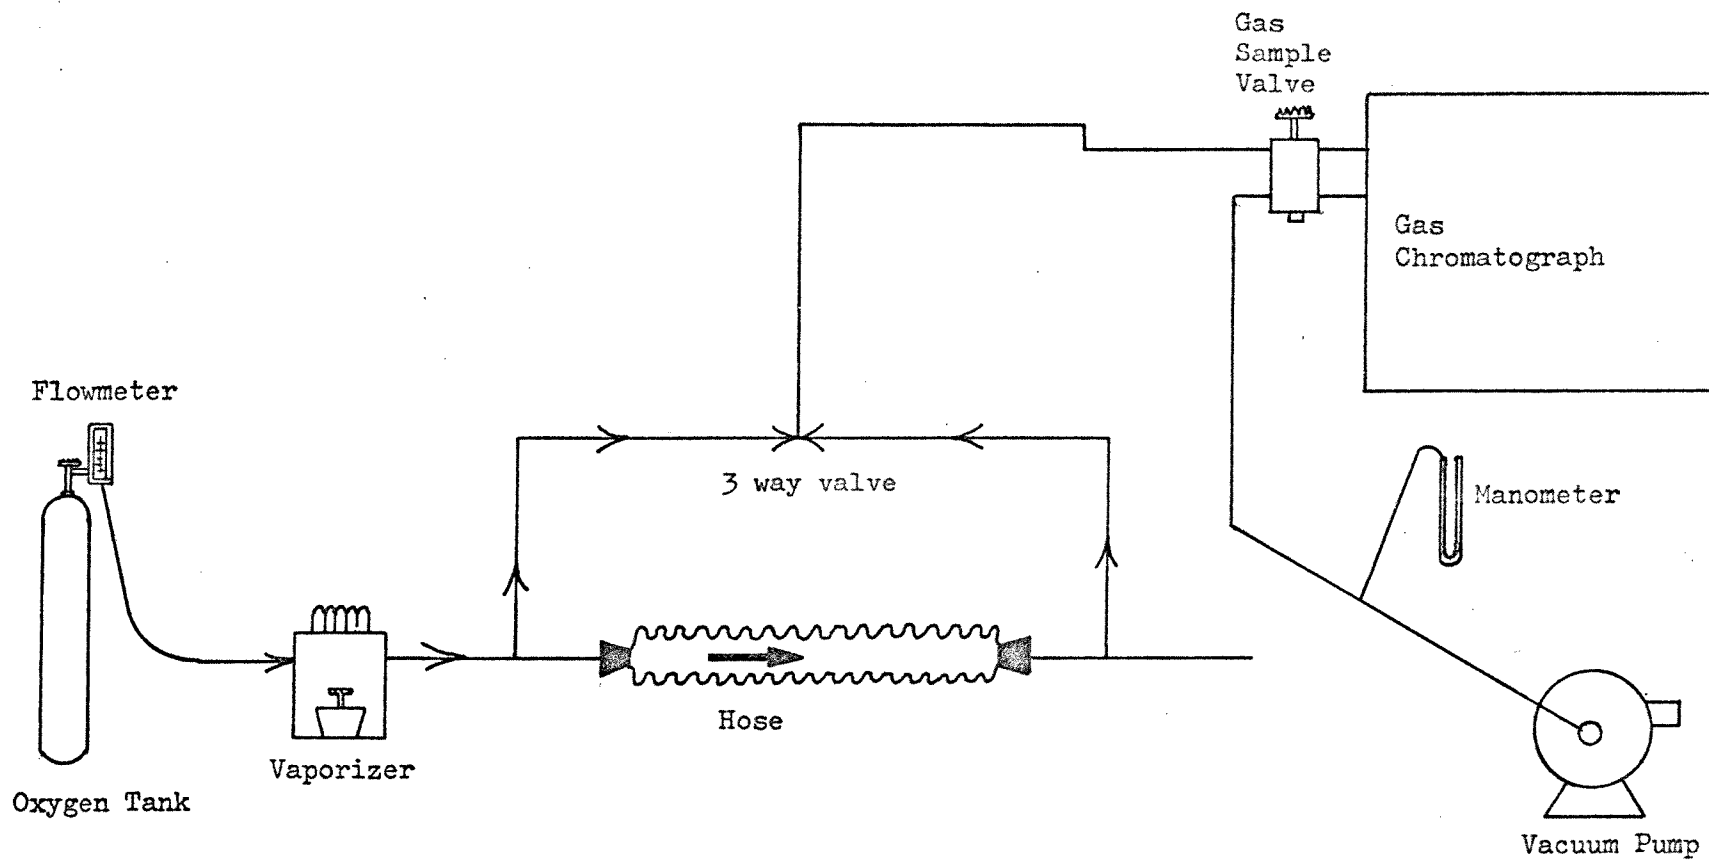 Gas
Sample
Valve
Gas
Chromatograph
Flowmeter
3 way valve
Manometer
Hose
Vaporizer
Oxygen Tank
Vacuum Pump